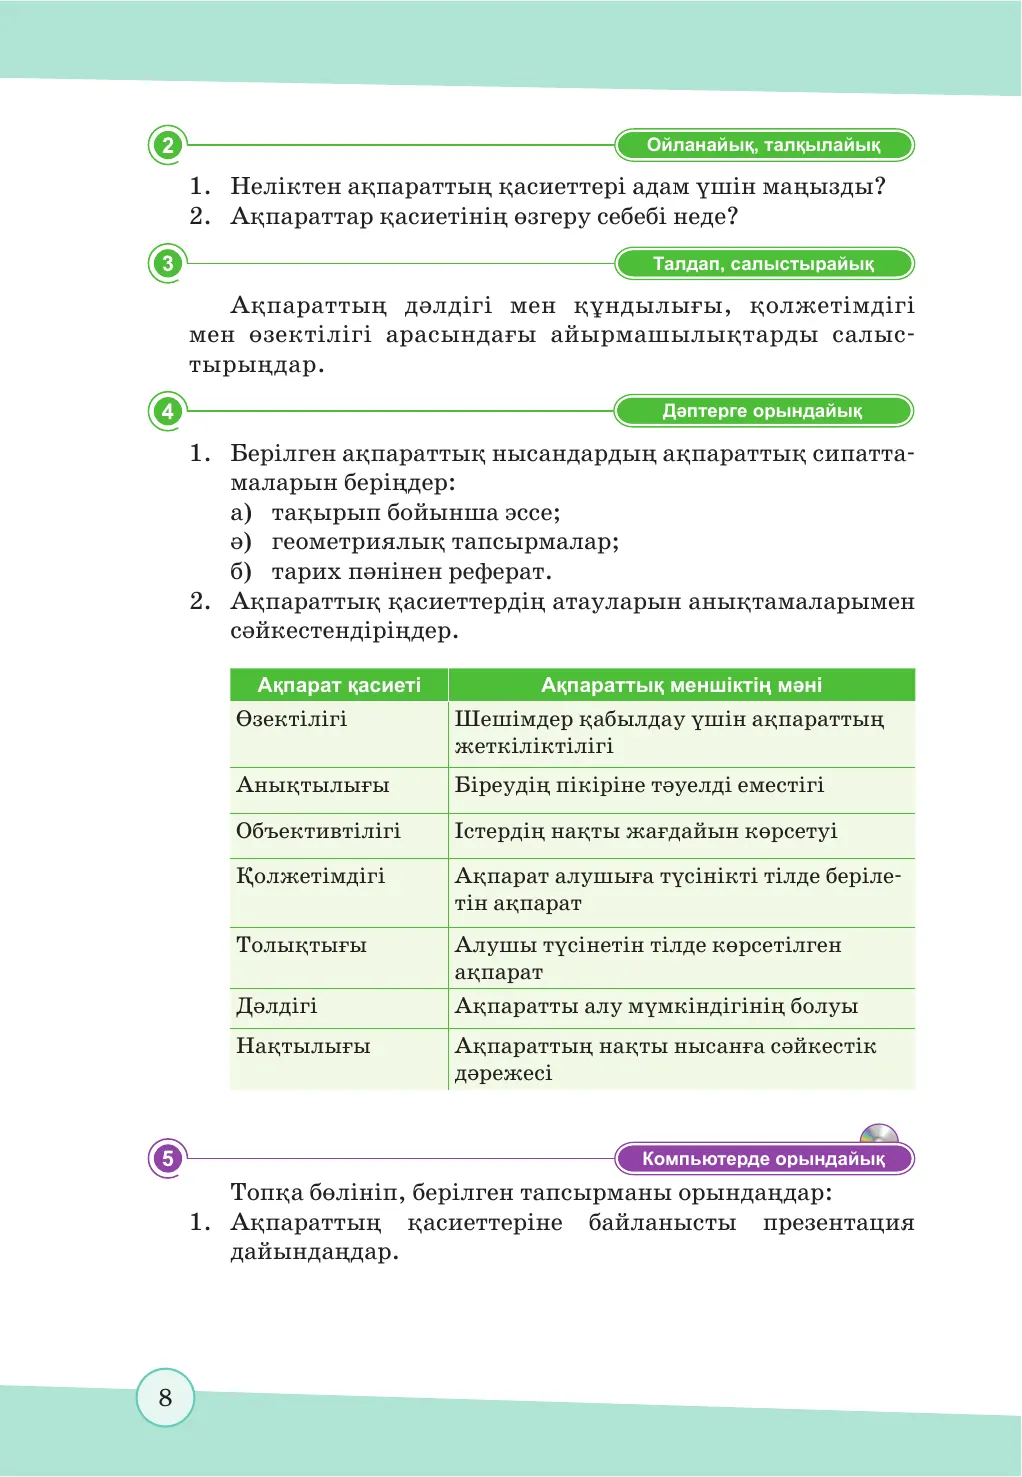 2
Ойланайық, талқылайық
1. Неліктен ақпараттың қасиеттері адам үшін маңызды?
2. Ақпараттар қасиетінің өзгеру себебі неде?
3
Талдап, салыстырайық
Ақпараттың дәлдігі мен құндылығы, қолжетімдігі
мен өзектілігі арасындағы айырмашылықтарды салыс-
тырыңдар.
4
Дәптерге орындайық
1. Берілген ақпараттық нысандардың ақпараттық сипатта-
маларын беріңдер:
а) тақырып бойынша эссе;
ә) геометриялық тапсырмалар;
б) тарих пәнінен реферат.
2. Ақпараттық қасиеттердің атауларын анықтамаларымен
сәйкестендіріңдер.
Ақпарат қасиеті Ақпараттық меншіктің мәні
Өзектілігі Шешімдер қабылдау үшін ақпараттың
жеткіліктілігі
Анықтылығы Біреудің пікіріне тәуелді еместігі
Объективтілігі Істердің нақты жағдайын көрсетуі
Қолжетімдігі Ақпарат алушыға түсінікті тілде беріле-
тін ақпарат
Толықтығы Алушы түсінетін тілде көрсетілген
ақпарат
Дәлдігі Ақпаратты алу мүмкіндігінің болуы
Нақтылығы Ақпараттың нақты нысанға сәйкестік
дәрежесі
5
Компьютерде орындайық
Топқа бөлініп, берілген тапсырманы орындаңдар:
1. Ақпараттың қасиеттеріне байланысты презентация
дайындаңдар.
8